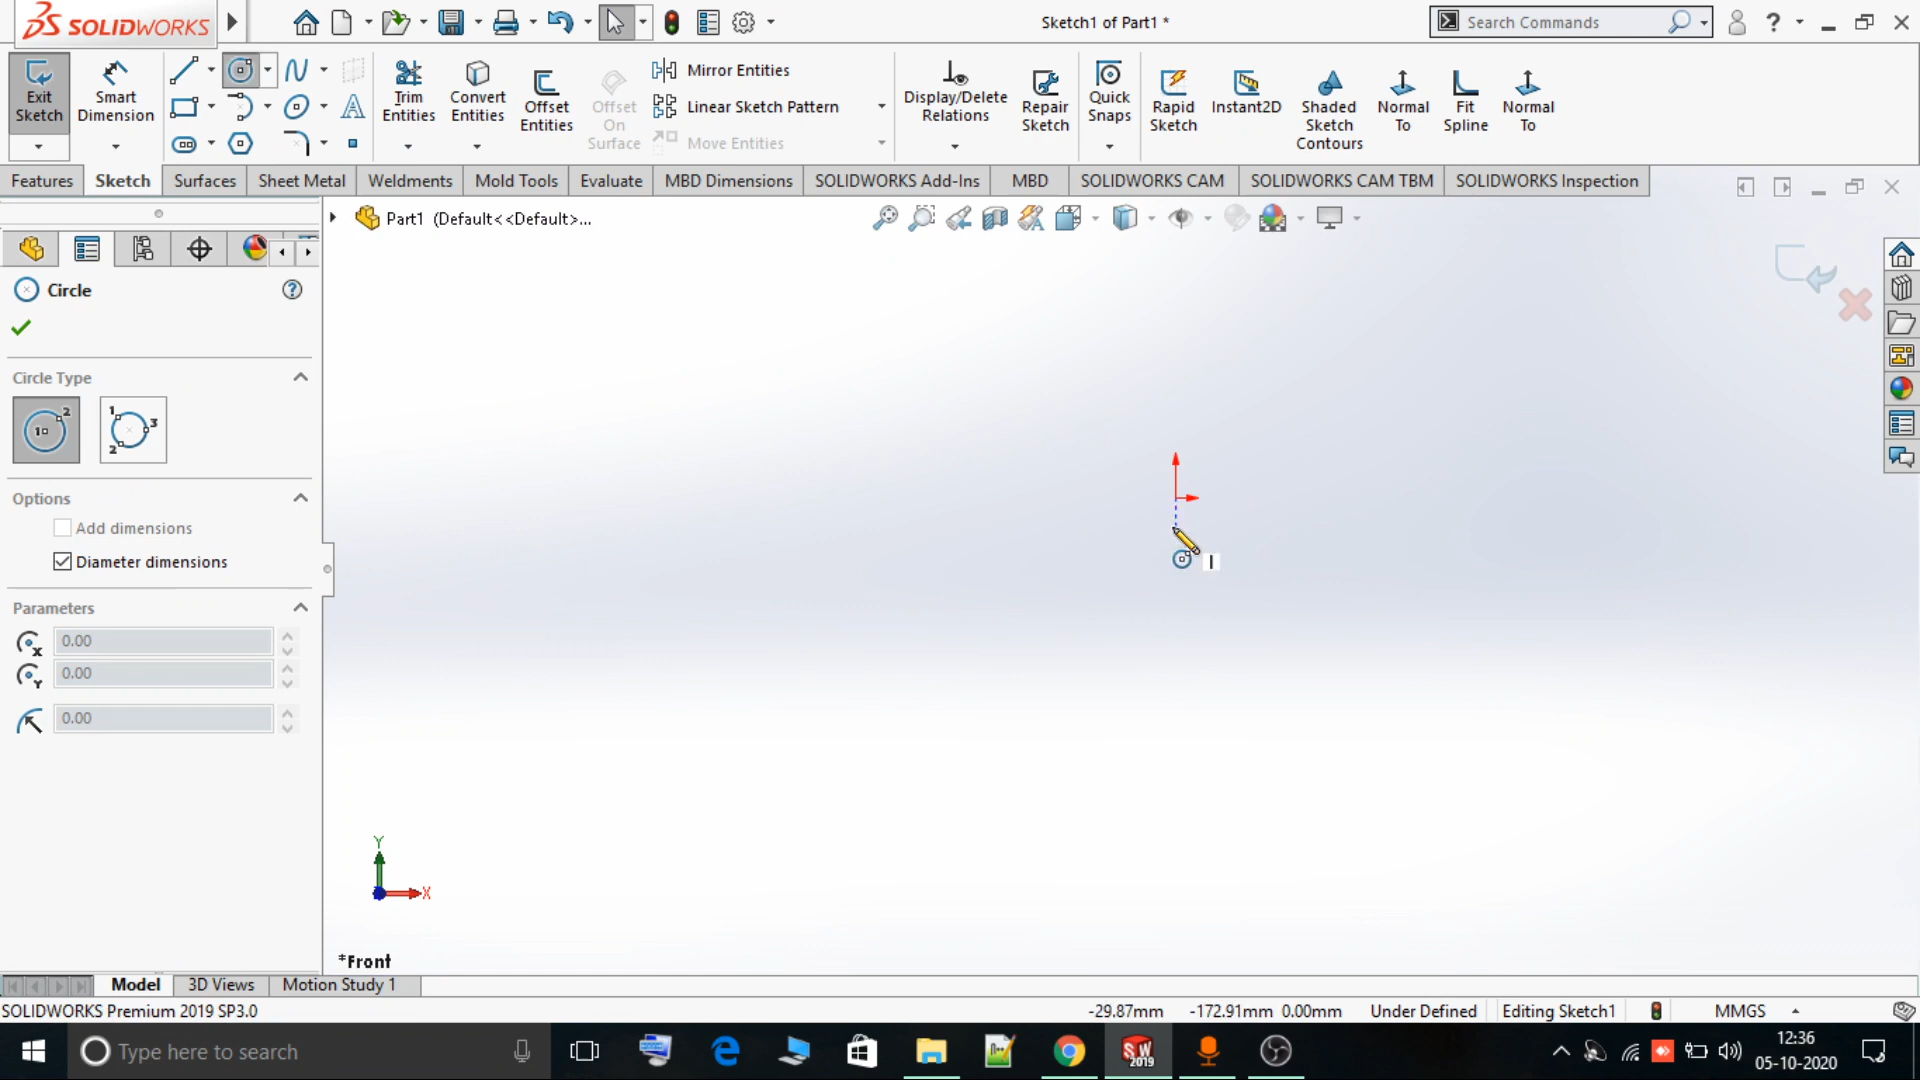 SOLIDWORKS
Sketch1 of Part1 *
Search Commands
Exit Sketch
Smart Dimension
Trim Entities
Convert Entities
Offset Entities
Offset On Surface
Mirror Entities
Linear Sketch Pattern
Move Entities
Display/Delete Relations
Repair Sketch
Quick Snaps
Rapid Sketch
Instant2D
Shaded Sketch Contours
Normal To
Fit Spline
Normal To
Features
Sketch
Surfaces
Sheet Metal
Weldments
Mold Tools
Evaluate
MBD Dimensions
SOLIDWORKS Add-Ins
MBD
SOLIDWORKS CAM
SOLIDWORKS CAM TBM
SOLIDWORKS Inspection
Part1 (Default<<Default>...
Circle
Circle Type
Options
Add dimensions
Diameter dimensions
Parameters
0.00
0.00
0.00
Y
X
*Front
Model
3D Views
Motion Study 1
SOLIDWORKS Premium 2019 SP3.0
-29.87mm
-172.91mm 0.00mm
Under Defined
Editing Sketch1
MMGS
Type here to search
SW
2019
12:36
05-10-2020